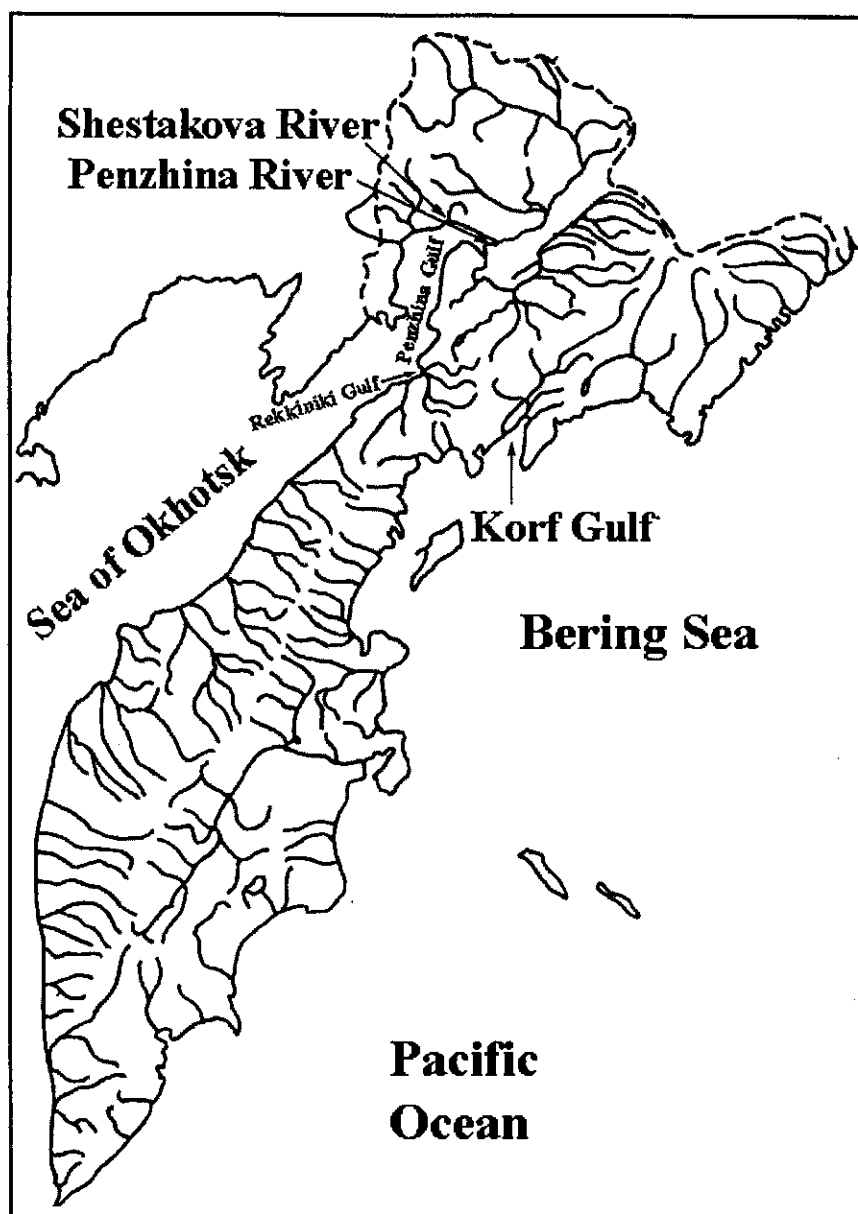 Shestakova River
Penzhina River
Penzhina Gulf
Rekkiniki Gulf
Sea of Okhotsk
Korf Gulf
Bering Sea
Pacific
Ocean